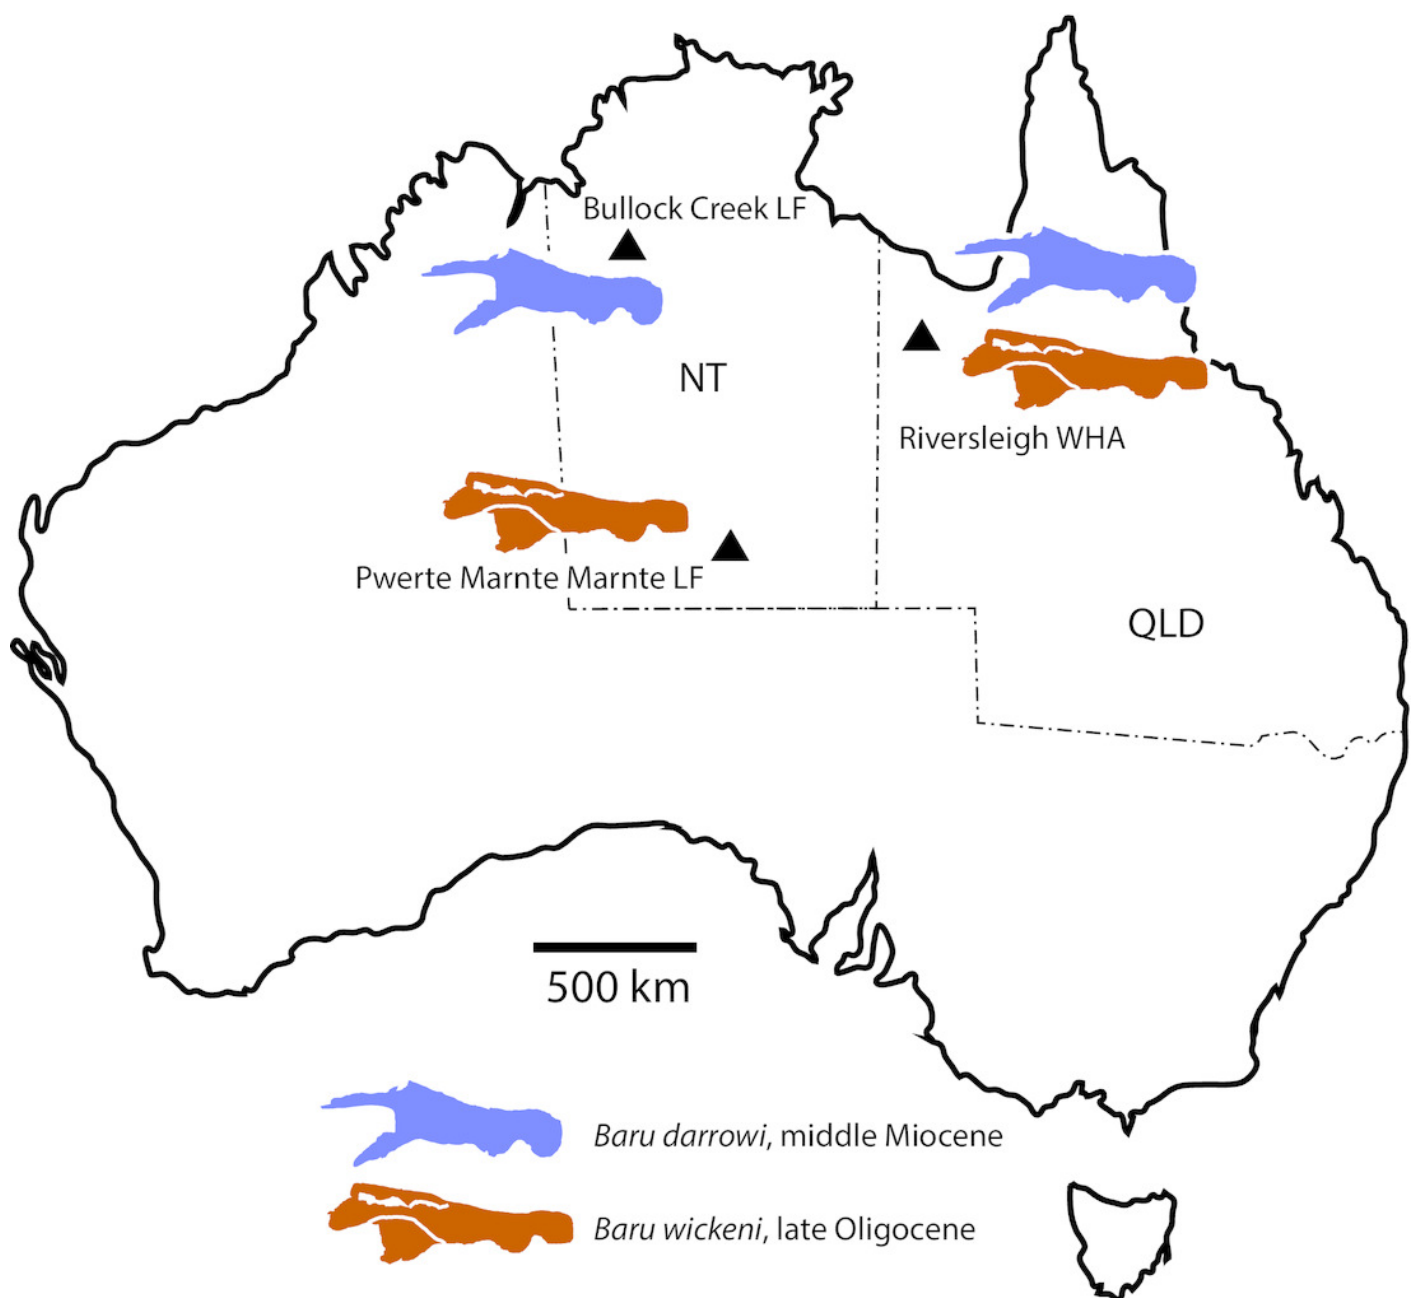 Bullock Creek LF
NT
Riversleigh WHA
Pwerte Marnte Marnte LF
QLD
500 km
Baru darrowi, middle Miocene
Baru wickeni, late Oligocene